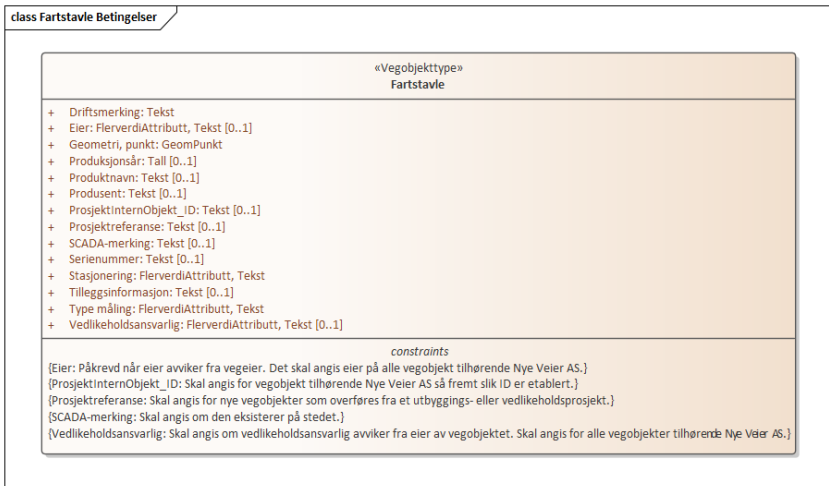 class Fartstavle Betingelser
«Vegobjekttype»
Fartstavle
+ Driftsmerking: Tekst
+ Eier: FlerverdiAttributt, Tekst [0..1]
+ Geometri, punkt: GeomPunkt
+ Produksjonsår: Tall [0..1]
+ Produktnavn: Tekst [0..1]
+ Produsent: Tekst [0..1]
+ ProsjektInternObjekt_ID: Tekst [0..1]
+ Prosjektreferanse: Tekst [0..1]
+ SCADA-merking: Tekst [0..1]
+ Serienummer: Tekst [0..1]
+ Stasjonering: FlerverdiAttributt, Tekst
+ Tilleggsinformasjon: Tekst [0..1]
+ Type måling: FlerverdiAttributt, Tekst
+ Vedlikeholdsansvarlig: FlerverdiAttributt, Tekst [0..1]
constraints
{Eier: Påkrevd når eier avviker fra vegeier. Det skal angis eier på alle vegobjekt tilhørende Nye Veier AS.}
{ProsjektInternObjekt_ID: Skal angis for vegobjekt tilhørende Nye Veier AS så fremt slik ID er etablert.}
{Prosjektreferanse: Skal angis for nye vegobjekter som overføres fra et utbyggings- eller vedlikeholdsprosjekt.}
{SCADA-merking: Skal angis om den eksisterer på stedet.}
{Vedlikeholdsansvarlig: Skal angis om vedlikeholdsansvarlig avviker fra eier av vegobjektet. Skal angis for alle vegobjekter tilhørende Nye Veier AS.}